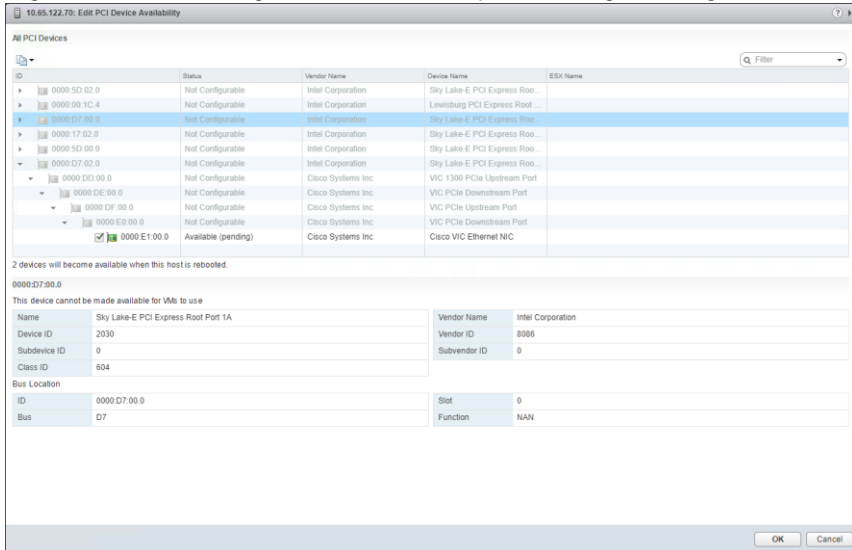 10.65.122.70: Edit PCI Device Availability
All PCI Devices
Filter
ID Status Vendor Name Device Name ESX Name
0000:5D:02.0 Not Configurable Intel Corporation Sky Lake-E PCI Express Roo...
0000:00:1C.4 Not Configurable Intel Corporation Lewisburg PCI Express Root ...
0000:D7:00.0 Not Configurable Intel Corporation Sky Lake-E PCI Express Roo...
0000:17:02.0 Not Configurable Intel Corporation Sky Lake-E PCI Express Roo...
0000:5D:00.0 Not Configurable Intel Corporation Sky Lake-E PCI Express Roo...
0000:D7:02.0 Not Configurable Intel Corporation Sky Lake-E PCI Express Roo...
0000:DD:00.0 Not Configurable Cisco Systems Inc VIC 1300 PCIe Upstream Port
0000:DE:00.0 Not Configurable Cisco Systems Inc VIC PCIe Downstream Port
0000:DF:00.0 Not Configurable Cisco Systems Inc VIC PCIe Upstream Port
0000:E0:00.0 Not Configurable Cisco Systems Inc VIC PCIe Downstream Port
0000:E1:00.0 Available (pending) Cisco Systems Inc Cisco VIC Ethernet NIC
2 devices will become available when this host is rebooted.
0000:D7:00.0
This device cannot be made available for VMs to use
Name Sky Lake-E PCI Express Root Port 1A Vendor Name Intel Corporation
Device ID 2030 Vendor ID 8086
Subdevice ID 0 Subvendor ID 0
Class ID 604
Bus Location
ID 0000:D7:00.0 Slot 0
Bus D7 Function NAN
OK Cancel